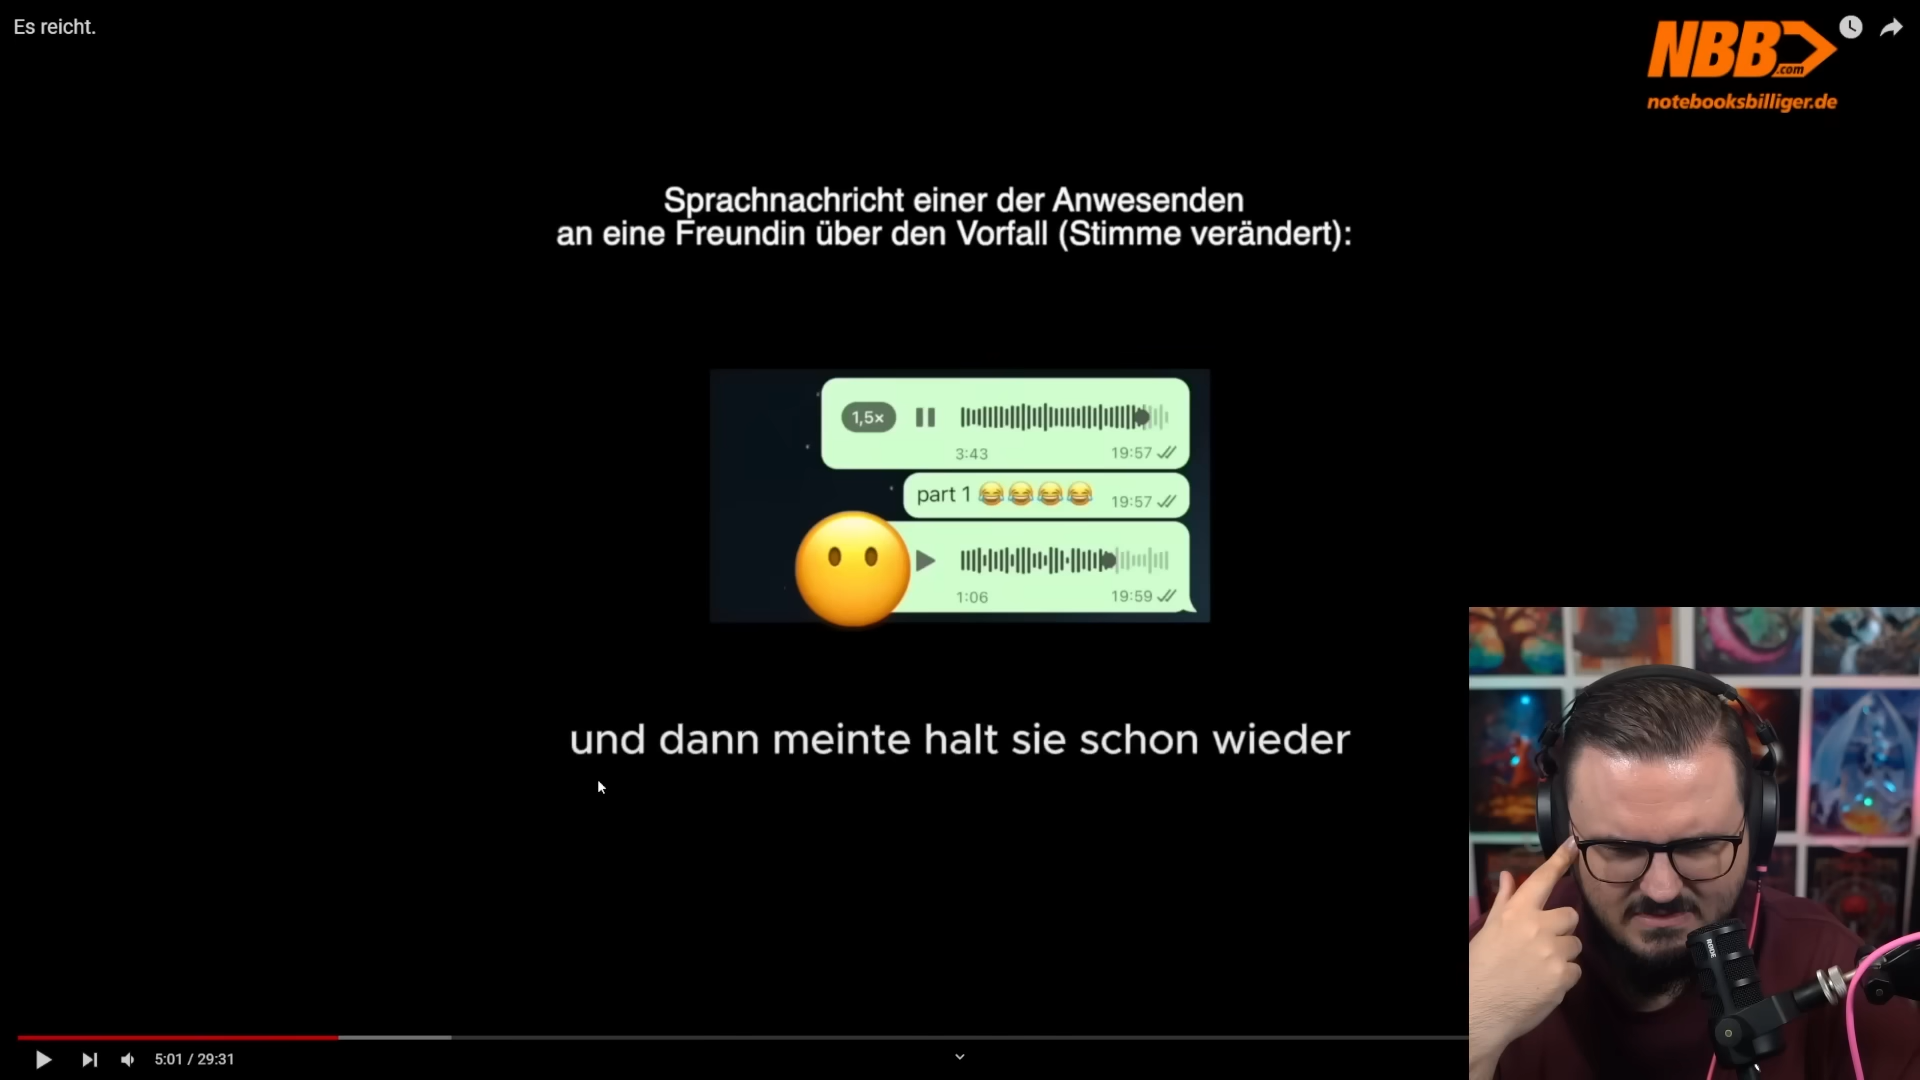 Es reicht.
NBB.com
notebooksbilliger.de
Sprachnachricht einer der Anwesenden
an eine Freundin über den Vorfall (Stimme verändert):
1,5×
3:43 19:57
part 1 😂😂😂😂 19:57
1:06 19:59
und dann meinte halt sie schon wieder
RODE
5:01 / 29:31